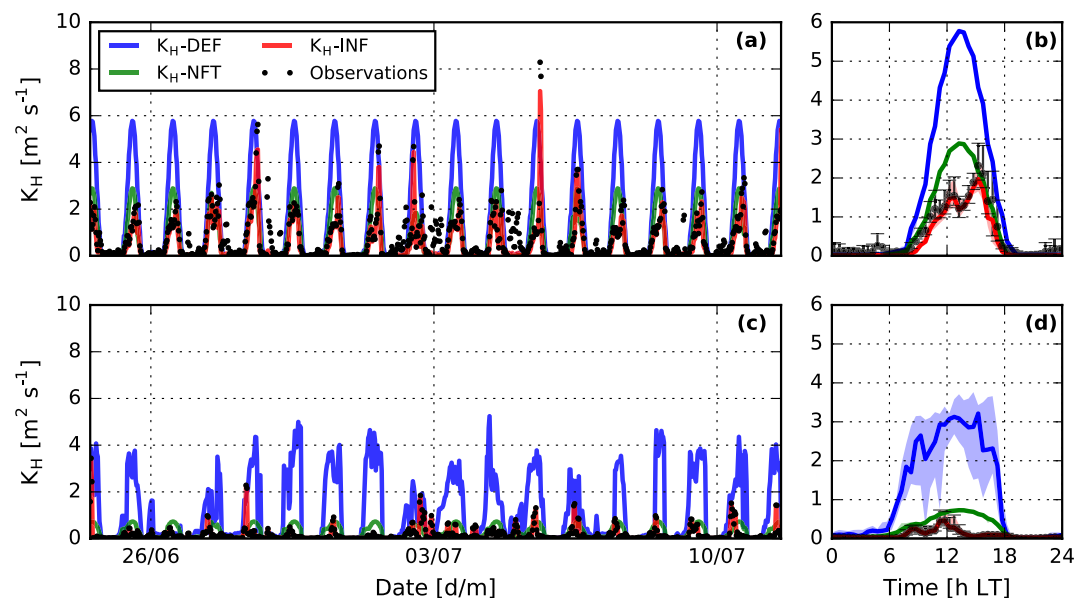 K_H-DEF
K_H-INF
K_H-NFT
Observations
(a)
K_H [m² s⁻¹]
10
8
6
4
2
0
(b)
6
5
4
3
2
1
0
(c)
K_H [m² s⁻¹]
10
8
6
4
2
0
26/06
03/07
10/07
Date [d/m]
(d)
6
5
4
3
2
1
0
0 6 12 18 24
Time [h LT]